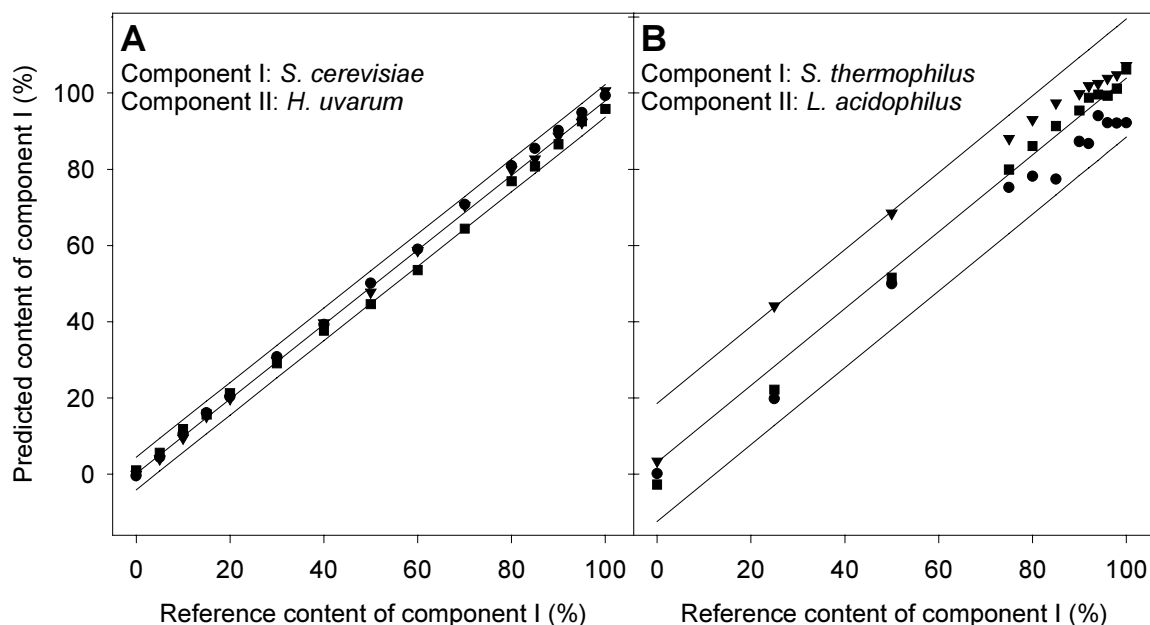 A
Component I: S. cerevisiae
Component II: H. uvarum
B
Component I: S. thermophilus
Component II: L. acidophilus
Predicted content of component I (%)
100
80
60
40
20
0
0 20 40 60 80 100
0 20 40 60 80 100
Reference content of component I (%)
Reference content of component I (%)